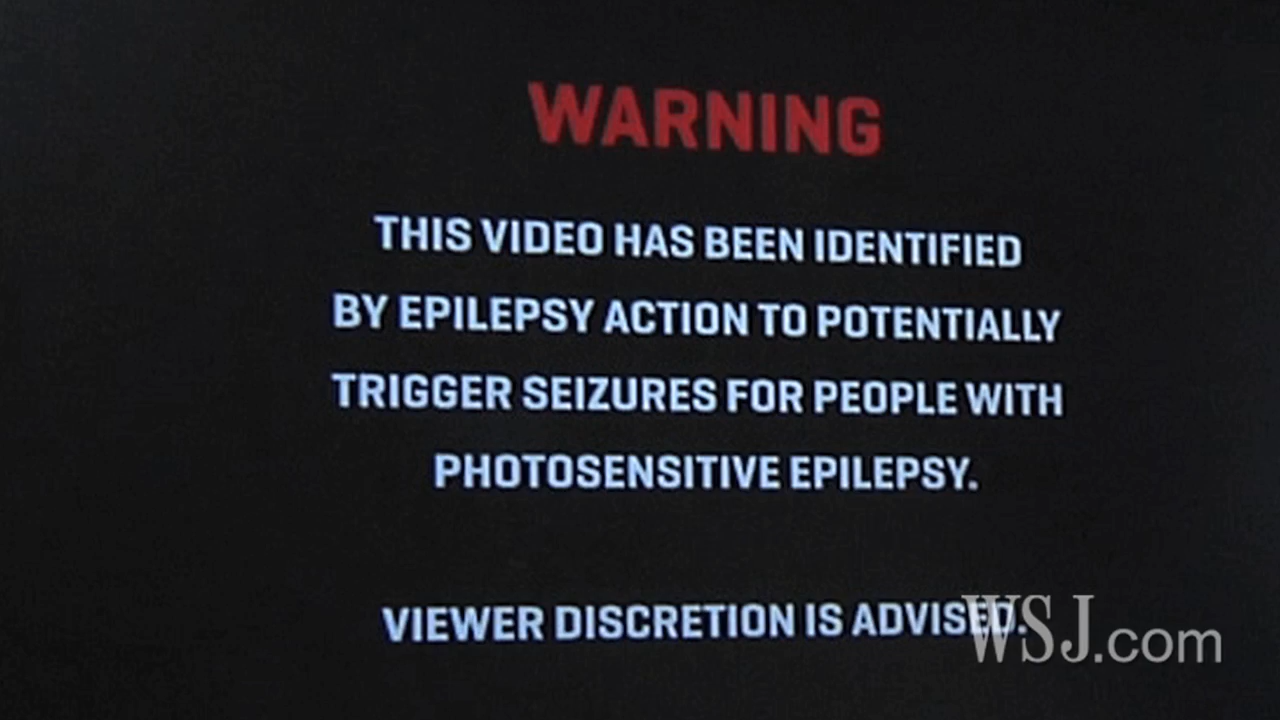 WARNING
THIS VIDEO HAS BEEN IDENTIFIED
BY EPILEPSY ACTION TO POTENTIALLY
TRIGGER SEIZURES FOR PEOPLE WITH
PHOTOSENSITIVE EPILEPSY.
VIEWER DISCRETION IS ADVISED.
WSJ.com